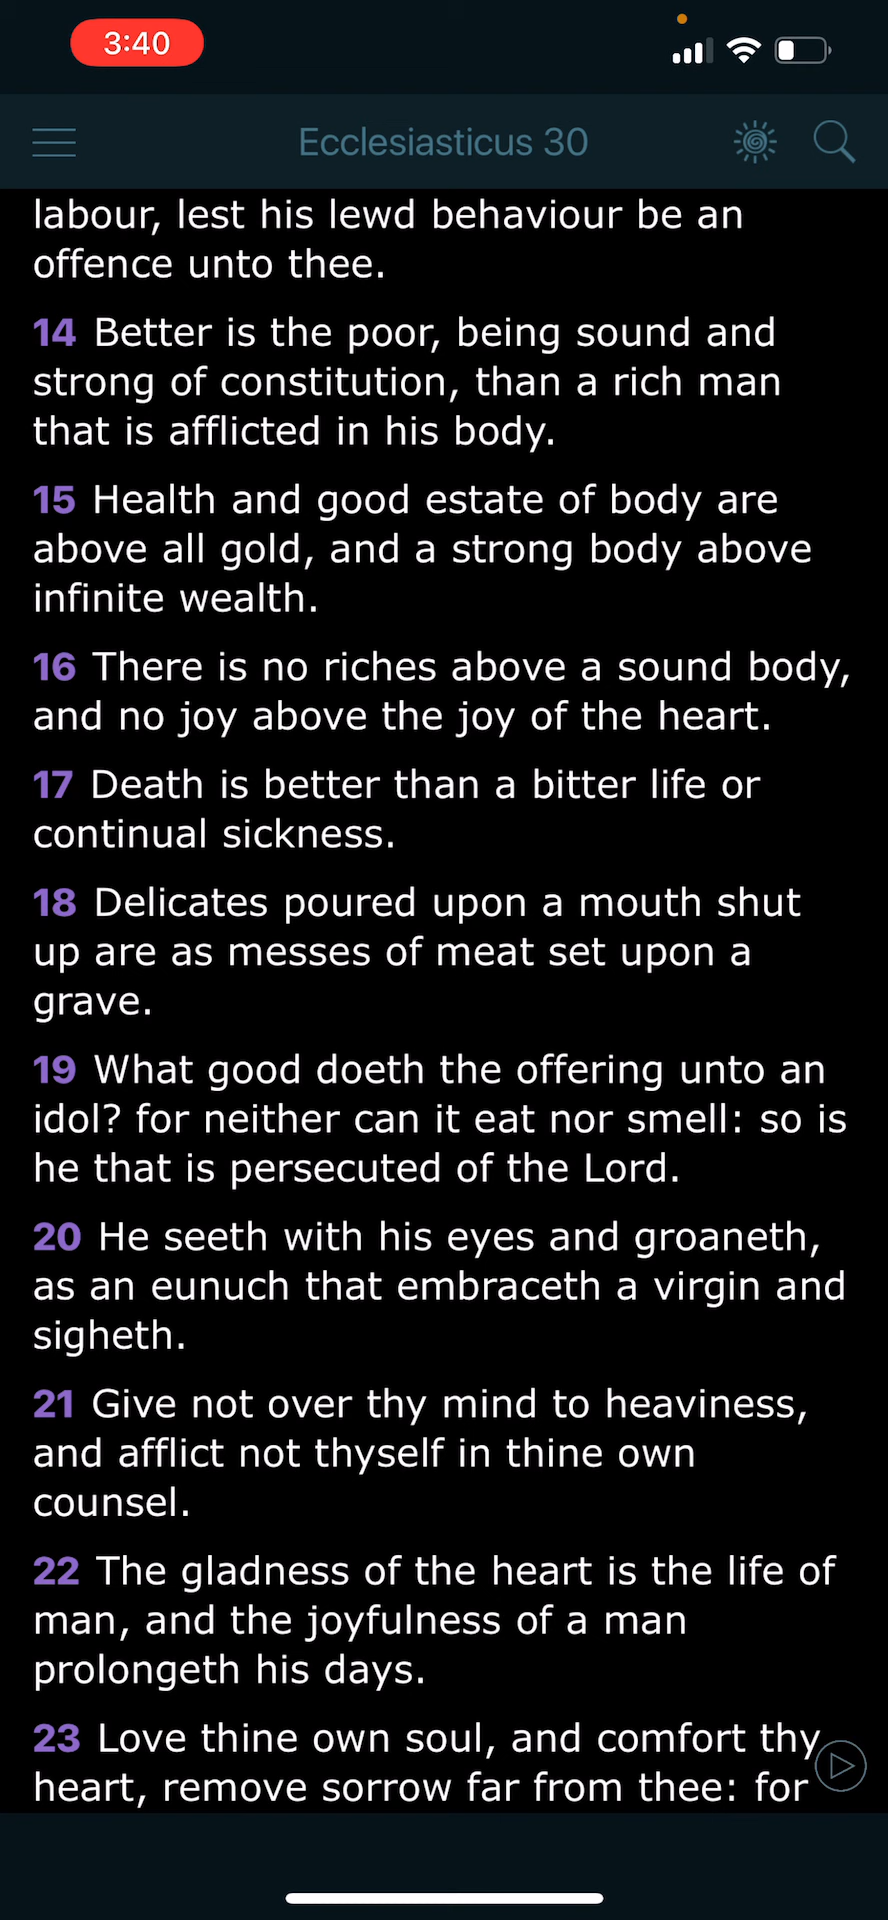 3:40
Ecclesiasticus 30
labour, lest his lewd behaviour be an
offence unto thee.
14 Better is the poor, being sound and
strong of constitution, than a rich man
that is afflicted in his body.
15 Health and good estate of body are
above all gold, and a strong body above
infinite wealth.
16 There is no riches above a sound body,
and no joy above the joy of the heart.
17 Death is better than a bitter life or
continual sickness.
18 Delicates poured upon a mouth shut
up are as messes of meat set upon a
grave.
19 What good doeth the offering unto an
idol? for neither can it eat nor smell: so is
he that is persecuted of the Lord.
20 He seeth with his eyes and groaneth,
as an eunuch that embraceth a virgin and
sigheth.
21 Give not over thy mind to heaviness,
and afflict not thyself in thine own
counsel.
22 The gladness of the heart is the life of
man, and the joyfulness of a man
prolongeth his days.
23 Love thine own soul, and comfort thy
heart, remove sorrow far from thee: for